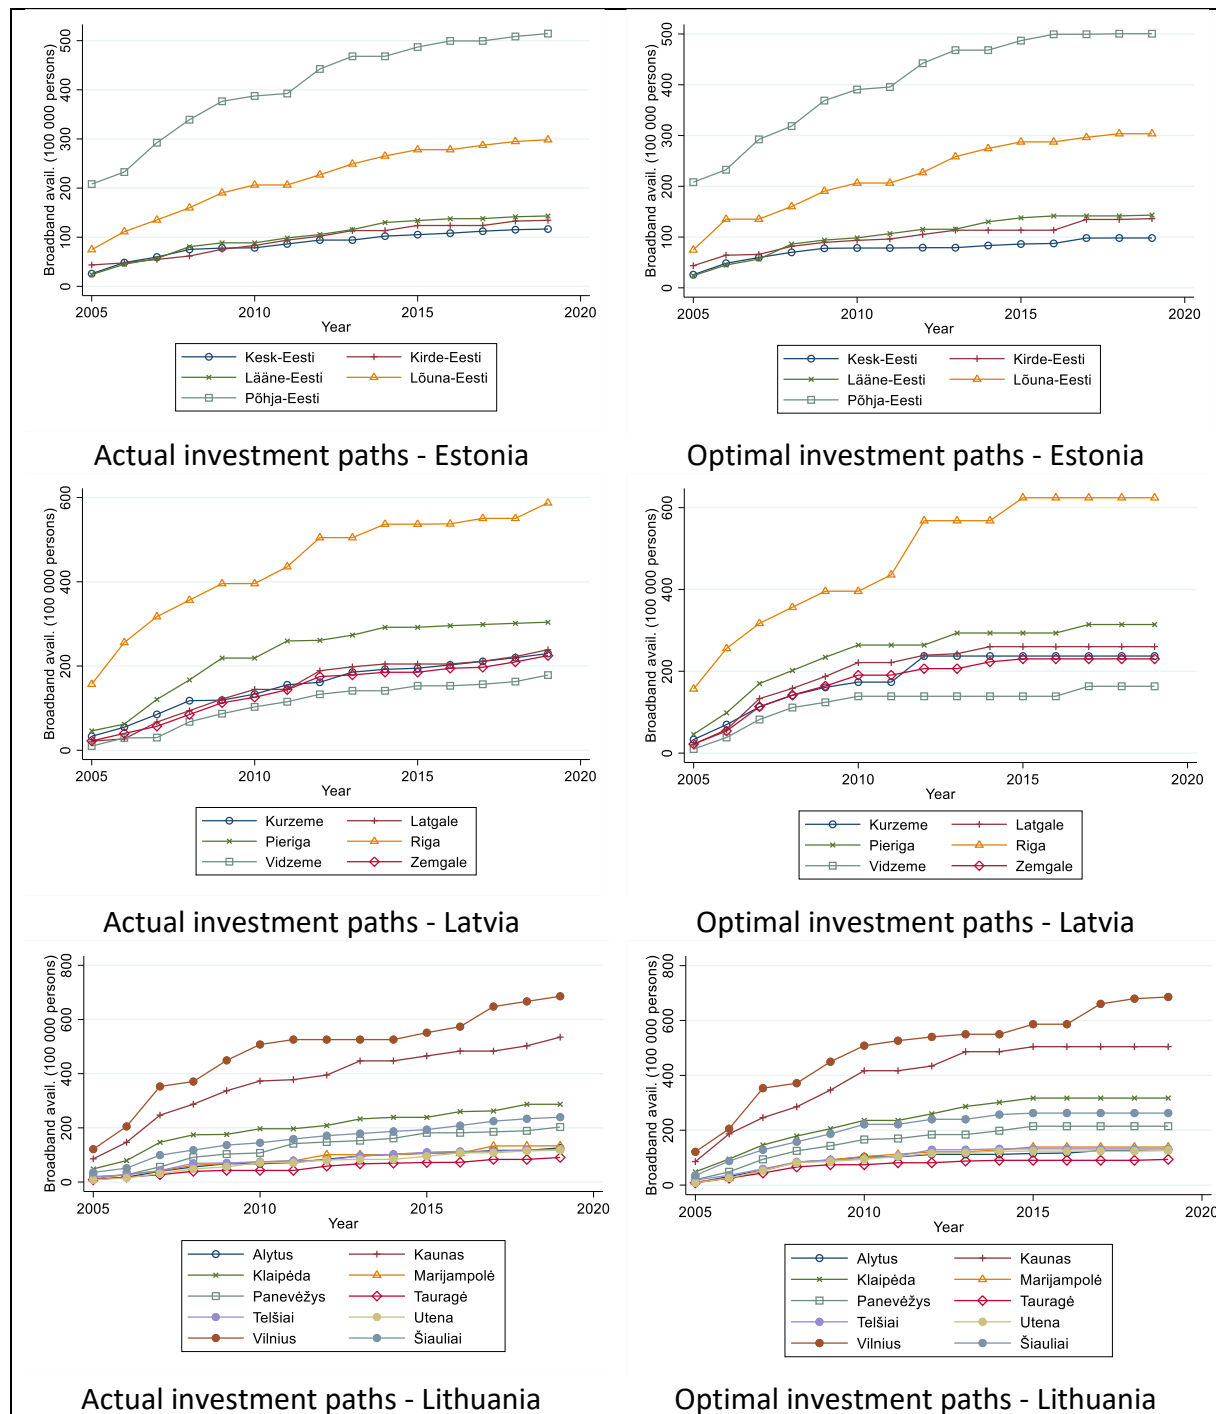 Broadband avail. (100 000 persons)
500
400
300
200
100
0
2005 2010 2015 2020
Year
Kesk-Eesti Kirde-Eesti
Lääne-Eesti Lõuna-Eesti
Põhja-Eesti
Actual investment paths - Estonia
Broadband avail. (100 000 persons)
500
400
300
200
100
0
2005 2010 2015 2020
Year
Kesk-Eesti Kirde-Eesti
Lääne-Eesti Lõuna-Eesti
Põhja-Eesti
Optimal investment paths - Estonia
Broadband avail. (100 000 persons)
600
400
200
0
2005 2010 2015 2020
Year
Kurzeme Latgale
Pieriga Riga
Vidzeme Zemgale
Actual investment paths - Latvia
Broadband avail. (100 000 persons)
600
400
200
0
2005 2010 2015 2020
Year
Kurzeme Latgale
Pieriga Riga
Vidzeme Zemgale
Optimal investment paths - Latvia
Broadband avail. (100 000 persons)
800
600
400
200
0
2005 2010 2015 2020
Year
Alytus Kaunas
Klaipėda Marijampolė
Panevėžys Tauragė
Telšiai Utena
Vilnius Šiauliai
Actual investment paths - Lithuania
Broadband avail. (100 000 persons)
800
600
400
200
0
2005 2010 2015 2020
Year
Alytus Kaunas
Klaipėda Marijampolė
Panevėžys Tauragė
Telšiai Utena
Vilnius Šiauliai
Optimal investment paths - Lithuania